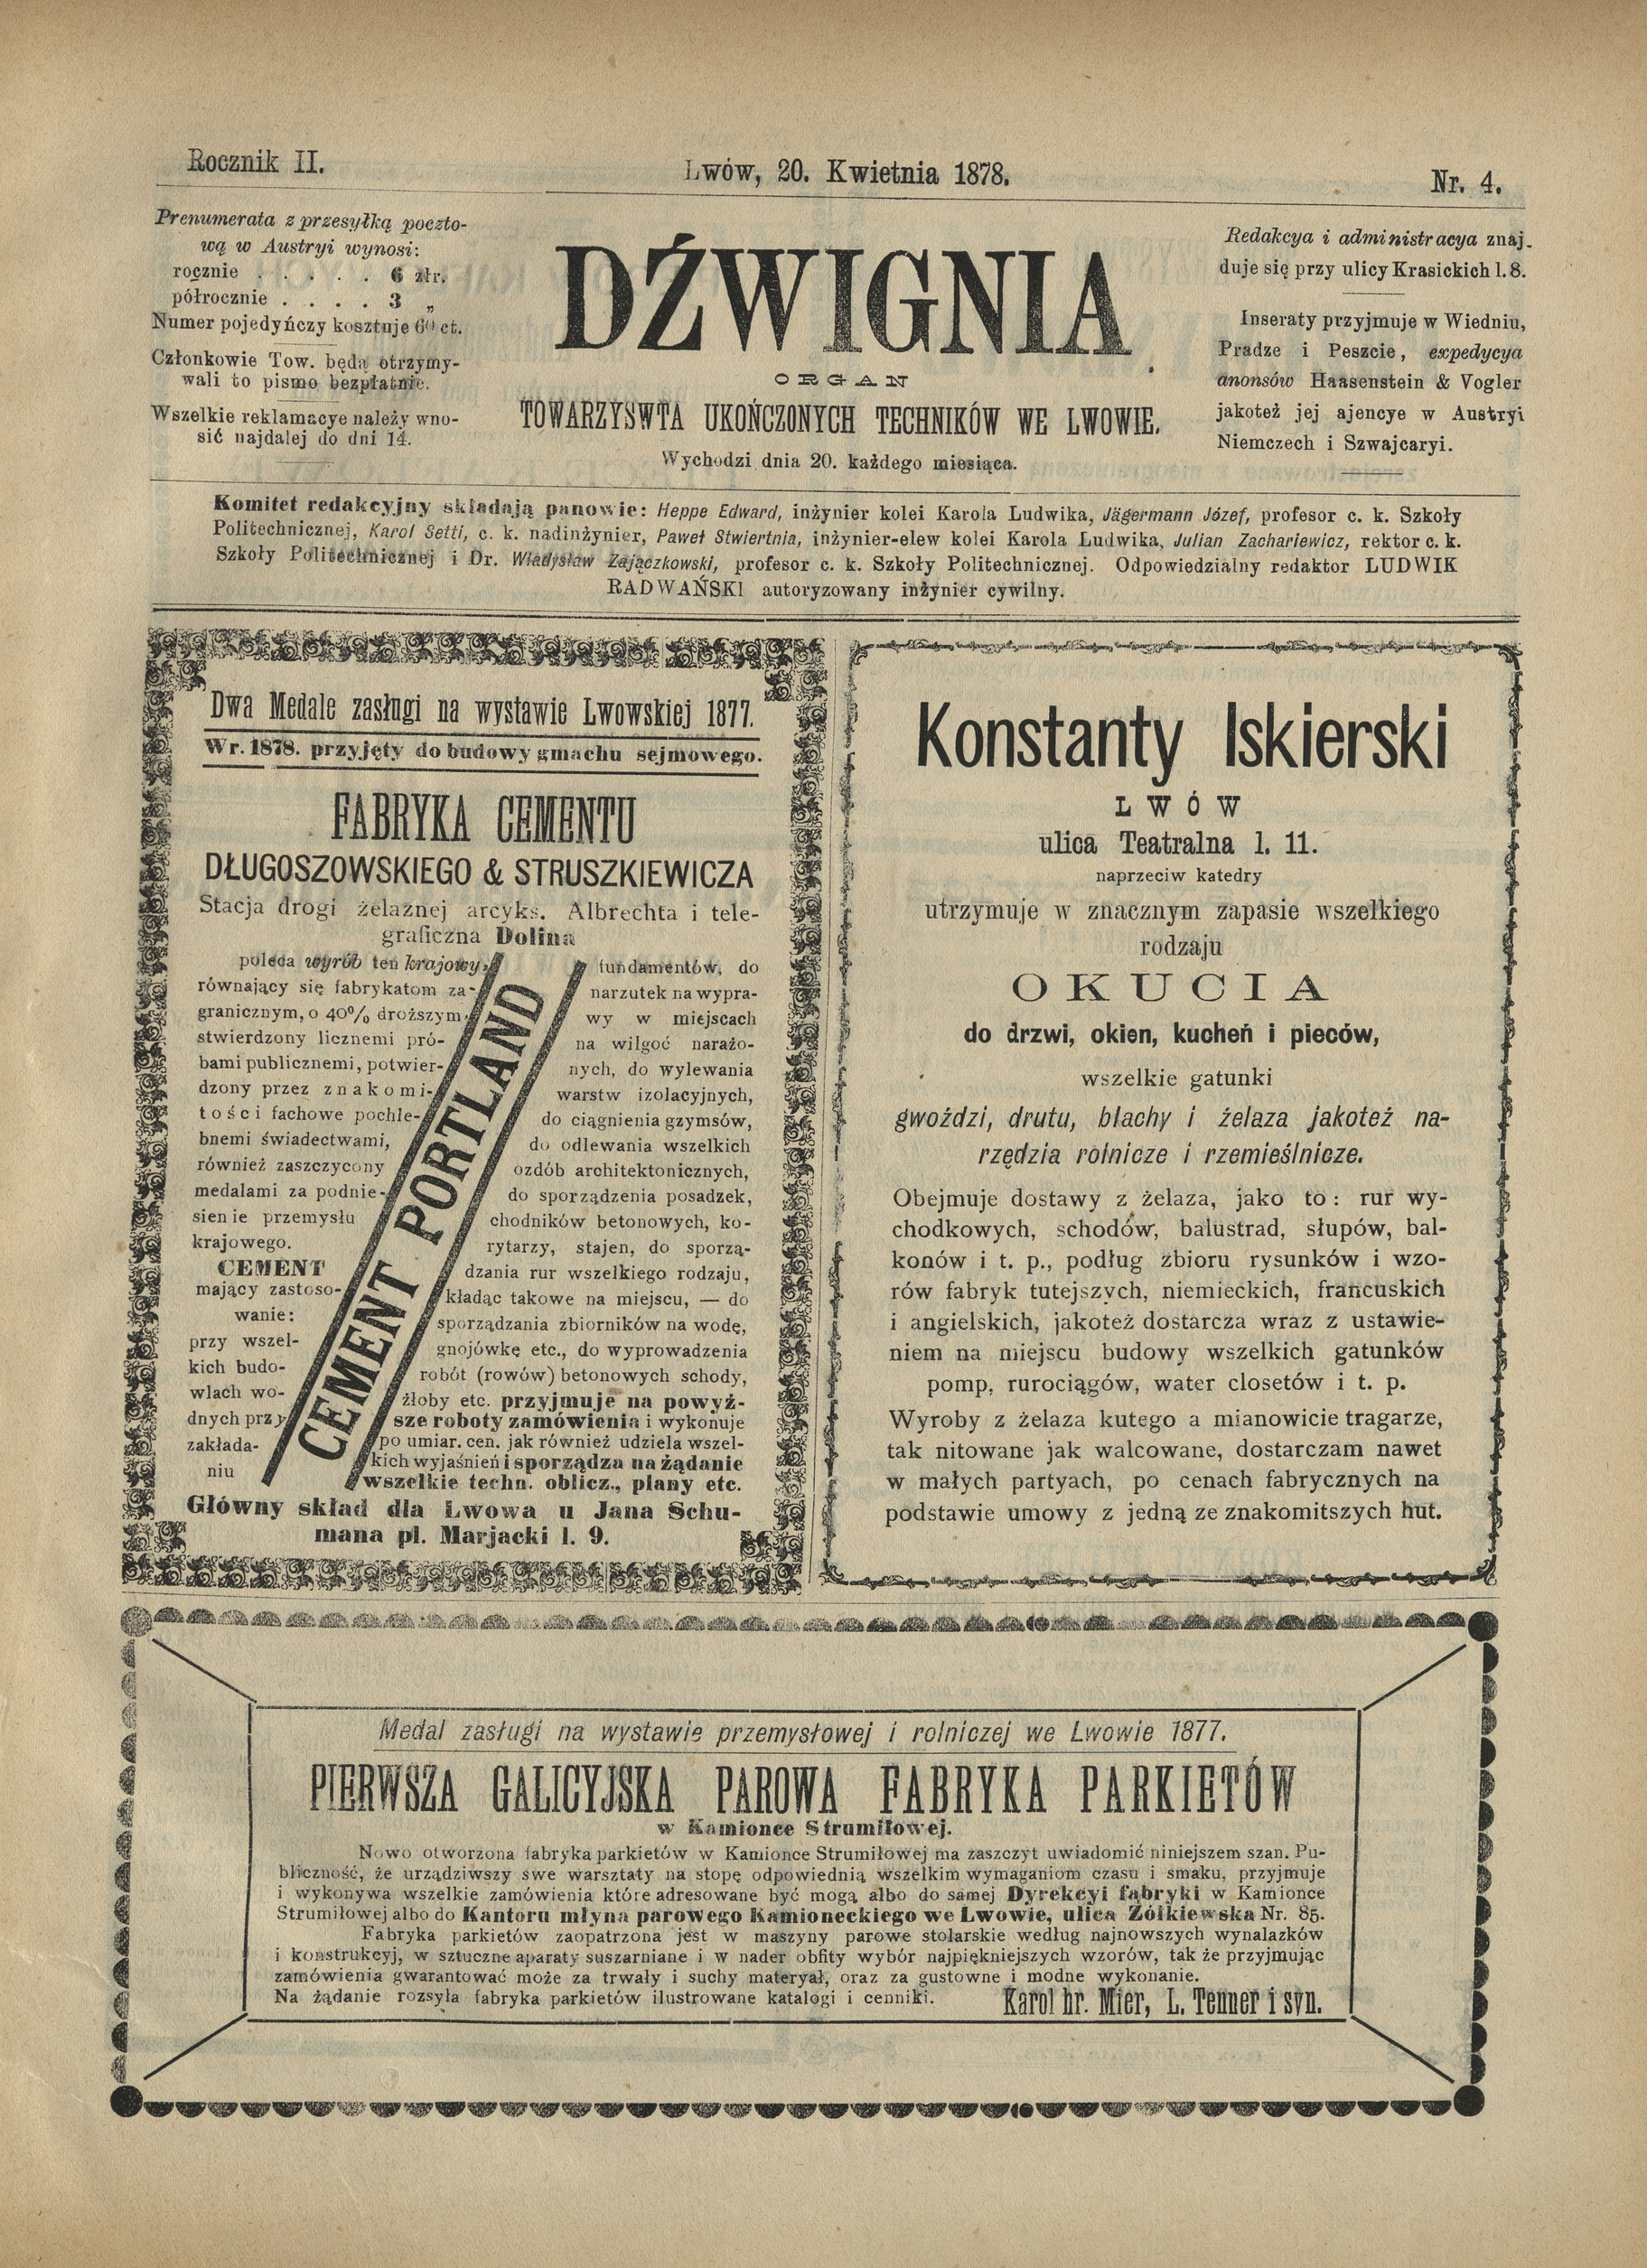 Rocznik II.
Lwów, 20. Kwietnia 1878.
Nr. 4.
Prenumerata z przesyłką poczto-
wą w Austryi wynosi:
rocznie . . . . . 6 złr.
półrocznie . . . . 3 „
Numer pojedyńczy kosztuje 60 ct.
Członkowie Tow. będą otrzymy-
wali to pismo bezpłatnie.
Wszelkie reklamacye należy wno-
sić najdalej do dni 14.
DŹWIGNIA
ORGAN
TOWARZYSWTA UKOŃCZONYCH TECHNIKÓW WE LWOWIE.
Wychodzi dnia 20. każdego miesiąca.
Redakcya i administracya znaj-
duje się przy ulicy Krasickich l. 8.
Inseraty przyjmuje w Wiedniu,
Pradze i Peszcie, expedycya
anonsów Haasenstein & Vogler
jakoteż jej ajencye w Austryi
Niemczech i Szwajcaryi.
Komitet redakcyjny składają panowie: Heppe Edward, inżynier kolei Karola Ludwika, Jägermann Józef, profesor c. k. Szkoły
Politechnicznej, Karol Setti, c. k. nadinżynier, Paweł Stwiertnia, inżynier-elew kolei Karola Ludwika, Julian Zachariewicz, rektor c. k.
Szkoły Politechnicznej i Dr. Władysław Zajączkowski, profesor c. k. Szkoły Politechnicznej. Odpowiedzialny redaktor LUDWIK
RADWAŃSKI autoryzowany inżynier cywilny.
Dwa Medale zasługi na wystawie Lwowskiej 1877.
W r. 1878. przyjęty do budowy gmachu sejmowego.
FABRYKA CEMENTU
DŁUGOSZOWSKIEGO & STRUSZKIEWICZA
Stacja drogi żelaznej arcyks. Albrechta i tele-
graficzna Dolina
poleca wyrób ten krajowy,
równający się fabrykatom za-
granicznym, o 40% droższym,
stwierdzony licznemi pró-
bami publicznemi, potwier-
dzony przez znakomi-
tości fachowe pochle-
bnemi świadectwami,
również zaszczycony
medalami za podnie-
sienie przemysłu
krajowego.
CEMENT
mający zastoso-
wanie:
przy wszel-
kich budo-
wlach wo-
dnych przy
zakłada-
niu
CEMENT PORTLAND
fundamentów, do
narzutek na wypra-
wy w miejscach
na wilgoć narażo-
nych, do wylewania
warstw izolacyjnych,
do ciągnienia gzymsów,
do odlewania wszelkich
ozdób architektonicznych,
do sporządzenia posadzek,
chodników betonowych, ko-
rytarzy, stajen, do sporzą-
dzania rur wszelkiego rodzaju,
kładąc takowe na miejscu, — do
sporządzania zbiorników na wodę,
gnojówkę etc., do wyprowadzenia
robót (rowów) betonowych schody,
żłoby etc. przyjmuje na powyż-
sze roboty zamówienia i wykonuje
po umiar. cen. jak również udziela wszel-
kich wyjaśnień i sporządza na żądanie
wszelkie techn. oblicz., plany etc.
Główny skład dla Lwowa u Jana Schu-
mana pl. Marjacki l. 9.
Konstanty Iskierski
LWÓW
ulica Teatralna l. 11.
naprzeciw katedry
utrzymuje w znacznym zapasie wszelkiego
rodzaju
OKUCIA
do drzwi, okien, kucheń i pieców,
wszelkie gatunki
gwoździ, drutu, blachy i żelaza jakoteż na-
rzędzia rolnicze i rzemieślnicze.
Obejmuje dostawy z żelaza, jako to: rur wy-
chodkowych, schodów, balustrad, słupów, bal-
konów i t. p., podług zbioru rysunków i wzo-
rów fabryk tutejszych, niemieckich, francuskich
i angielskich, jakoteż dostarcza wraz z ustawie-
niem na miejscu budowy wszelkich gatunków
pomp, rurociągów, water closetów i t. p.
Wyroby z żelaza kutego a mianowicie tragarze,
tak nitowane jak walcowane, dostarczam nawet
w małych partyach, po cenach fabrycznych na
podstawie umowy z jedną ze znakomitszych hut.
Medal zasługi na wystawie przemysłowej i rolniczej we Lwowie 1877.
PIERWSZA GALICYJSKA PAROWA FABRYKA PARKIETÓW
w Kamionce Strumiłowej.
Nowo otworzona fabryka parkietów w Kamionce Strumiłowej ma zaszczyt uwiadomić niniejszem szan. Pu-
bliczność, że urządziwszy swe warsztaty na stopę odpowiednią wszelkim wymaganiom czasu i smaku, przyjmuje
i wykonywa wszelkie zamówienia które adresowane być mogą albo do samej Dyrekcyi fabryki w Kamionce
Strumiłowej albo do Kantoru młyna parowego Kamioneckiego we Lwowie, ulica Żółkiewska Nr. 85.
Fabryka parkietów zaopatrzona jest w maszyny parowe stolarskie według najnowszych wynalazków
i konstrukcyj, w sztuczne aparaty suszarniane i w nader obfity wybór najpiękniejszych wzorów, tak że przyjmując
zamówienia gwarantować może za trwały i suchy materyał, oraz za gustowne i modne wykonanie.
Na żądanie rozsyła fabryka parkietów ilustrowane katalogi i cenniki.
Karol hr. Mier, L. Tenner i syn.